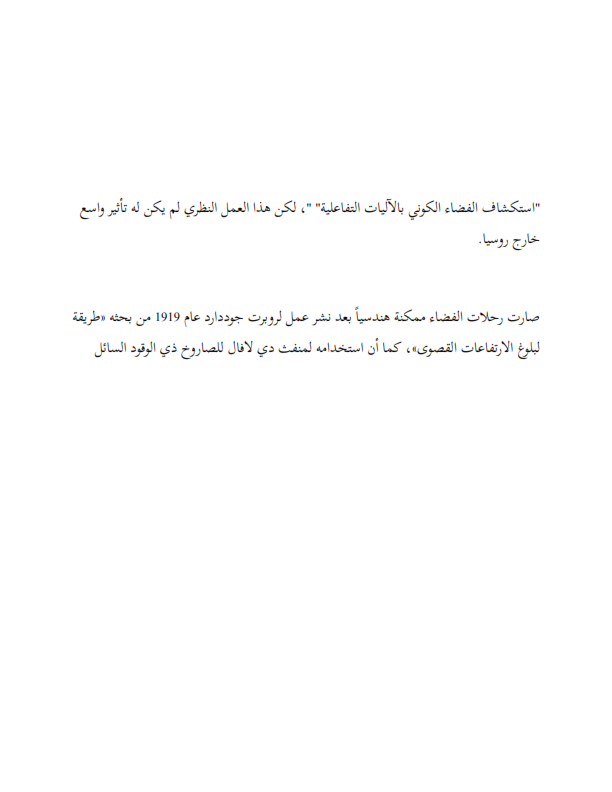 "استكشاف الفضاء الكوني بالآليات التفاعلية" "، لكن هذا العمل النظري لم يكن له تأثير واسع
خارج روسيا.
صارت رحلات الفضاء ممكنة هندسياً بعد نشر عمل لروبرت جوددارد عام 1919 من بحثه «طريقة
لبلوغ الارتفاعات القصوى»، كما أن استخدامه لمنفث دي لافال للصاروخ ذي الوقود السائل